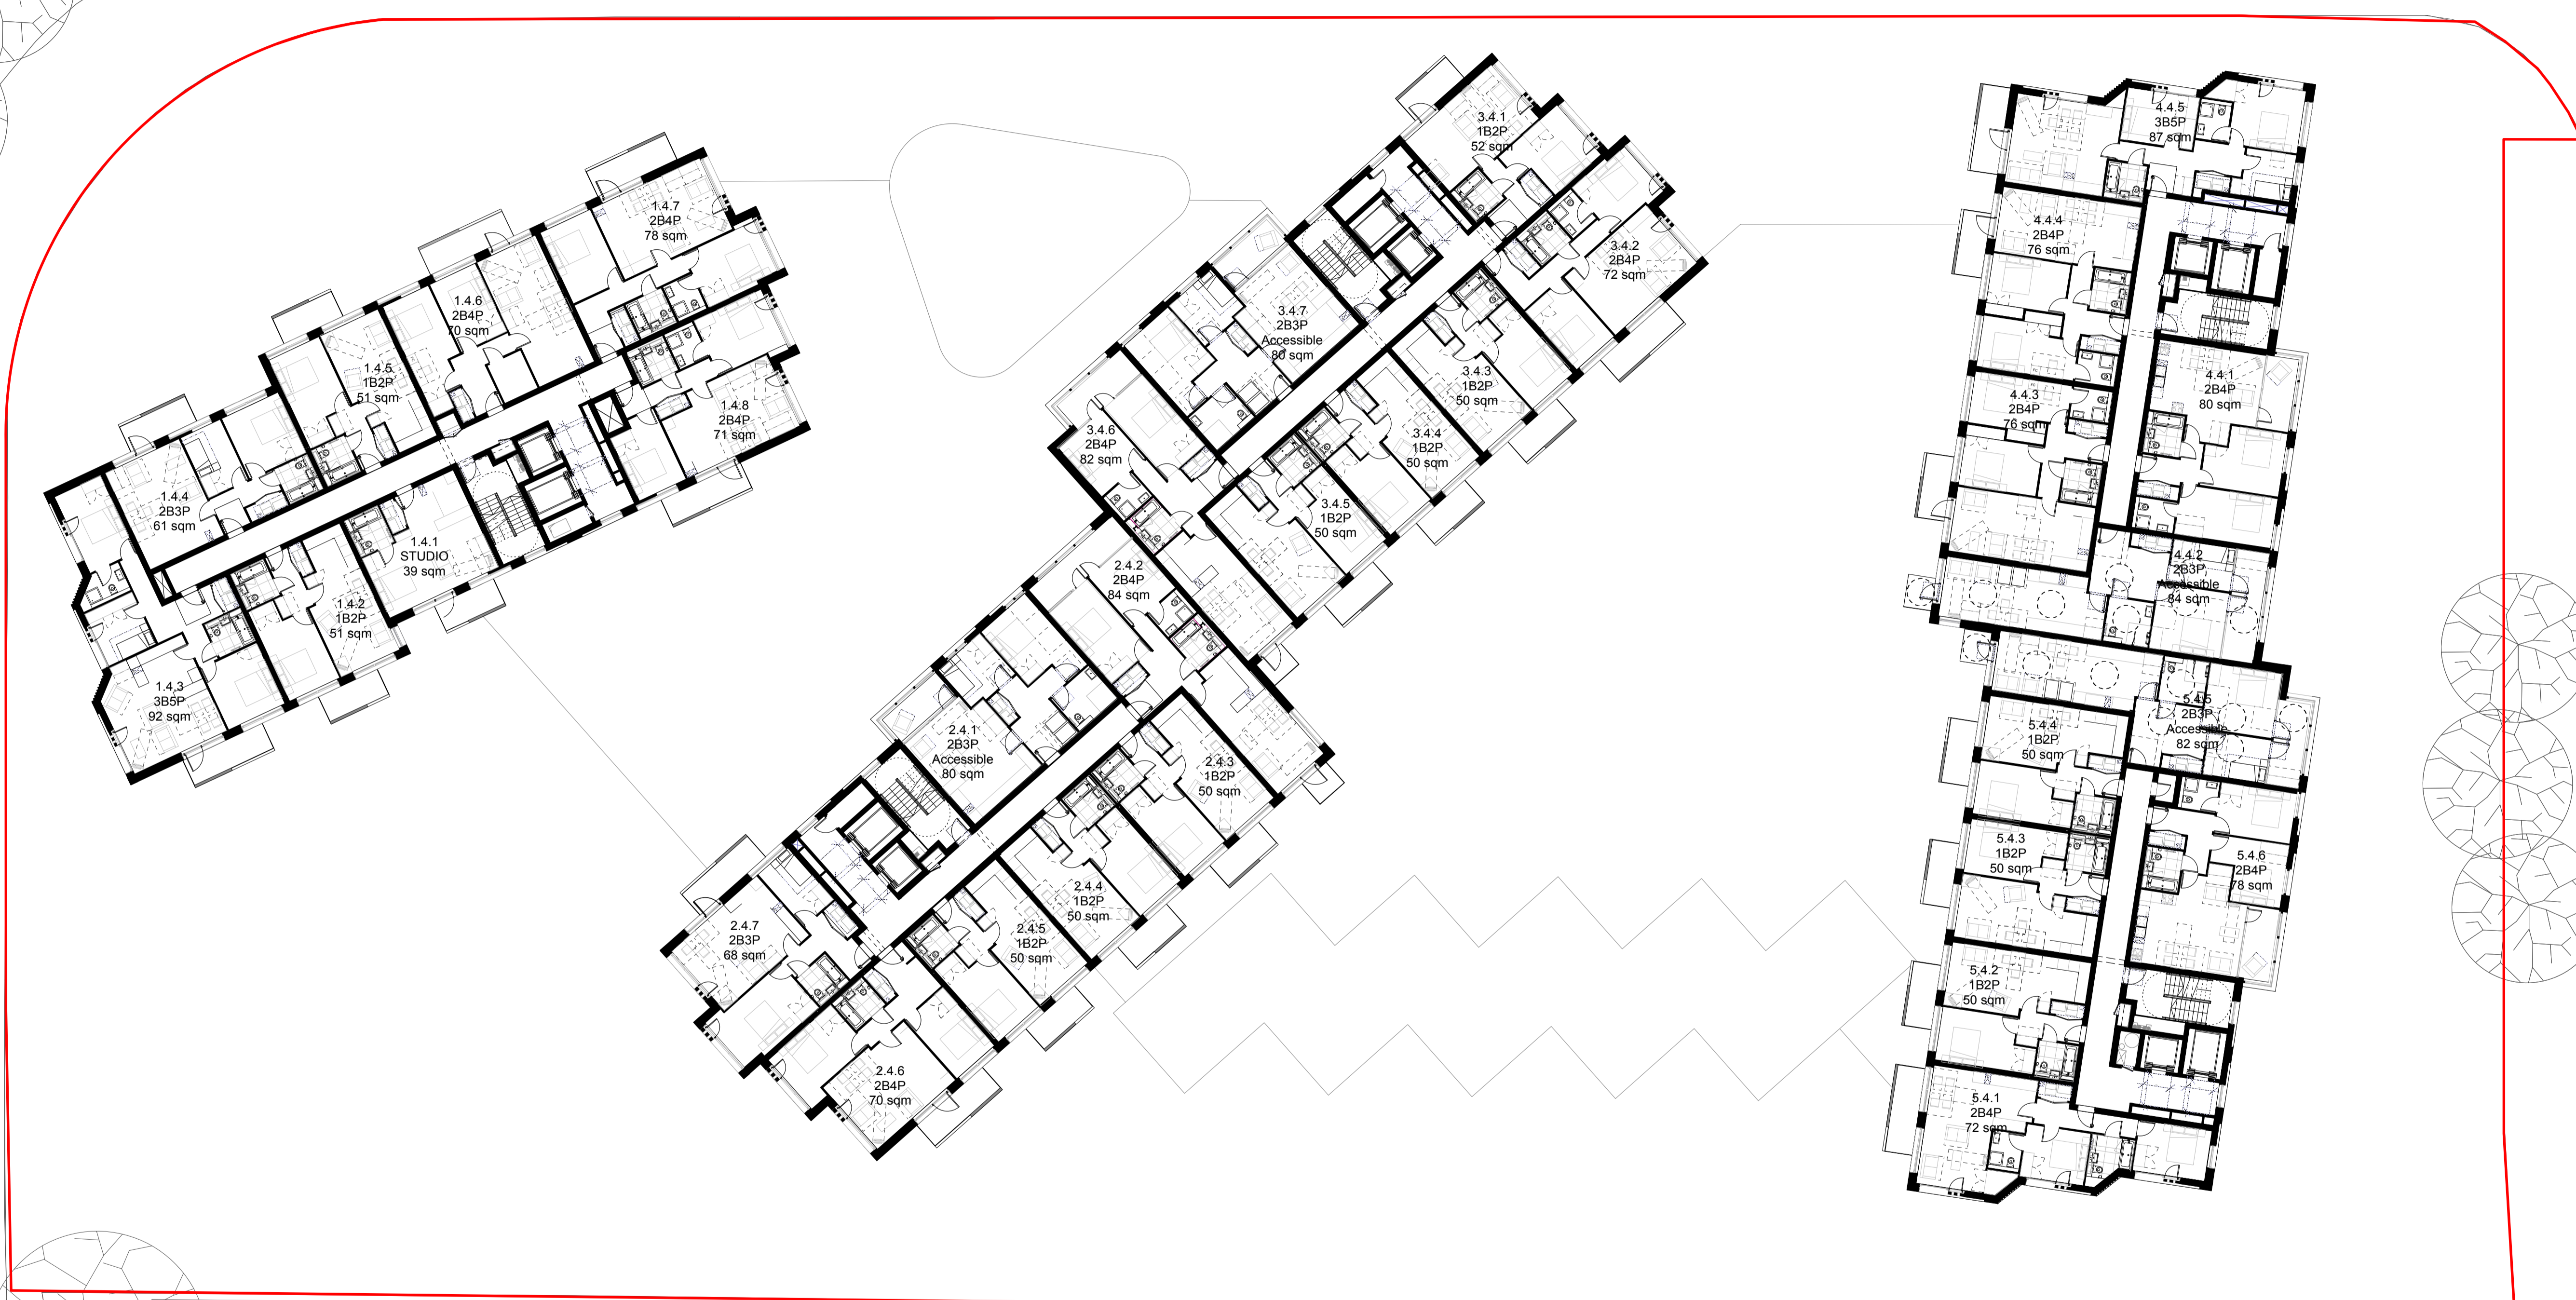 1.4.7
2B4P
78 sqm
1.4.6
2B4P
70 sqm
1.4.5
1B2P
51 sqm
1.4.8
2B4P
71 sqm
1.4.4
2B3P
61 sqm
1.4.1
STUDIO
39 sqm
1.4.2
1B2P
51 sqm
1.4.3
3B5P
92 sqm
3.4.1
1B2P
52 sqm
3.4.2
2B4P
72 sqm
3.4.7
2B3P
Accessible
80 sqm
3.4.3
1B2P
50 sqm
3.4.6
2B4P
82 sqm
3.4.4
1B2P
50 sqm
3.4.5
1B2P
50 sqm
2.4.2
2B4P
84 sqm
2.4.1
2B3P
Accessible
80 sqm
2.4.3
1B2P
50 sqm
2.4.4
1B2P
50 sqm
2.4.5
1B2P
50 sqm
2.4.7
2B3P
68 sqm
2.4.6
2B4P
70 sqm
4.4.5
3B5P
87 sqm
4.4.4
2B4P
76 sqm
4.4.1
2B4P
80 sqm
4.4.3
2B4P
76 sqm
4.4.2
2B3P
Accessible
84 sqm
5.4.5
2B3P
Accessible
82 sqm
5.4.4
1B2P
50 sqm
5.4.3
1B2P
50 sqm
5.4.6
2B4P
78 sqm
5.4.2
1B2P
50 sqm
5.4.1
2B4P
72 sqm